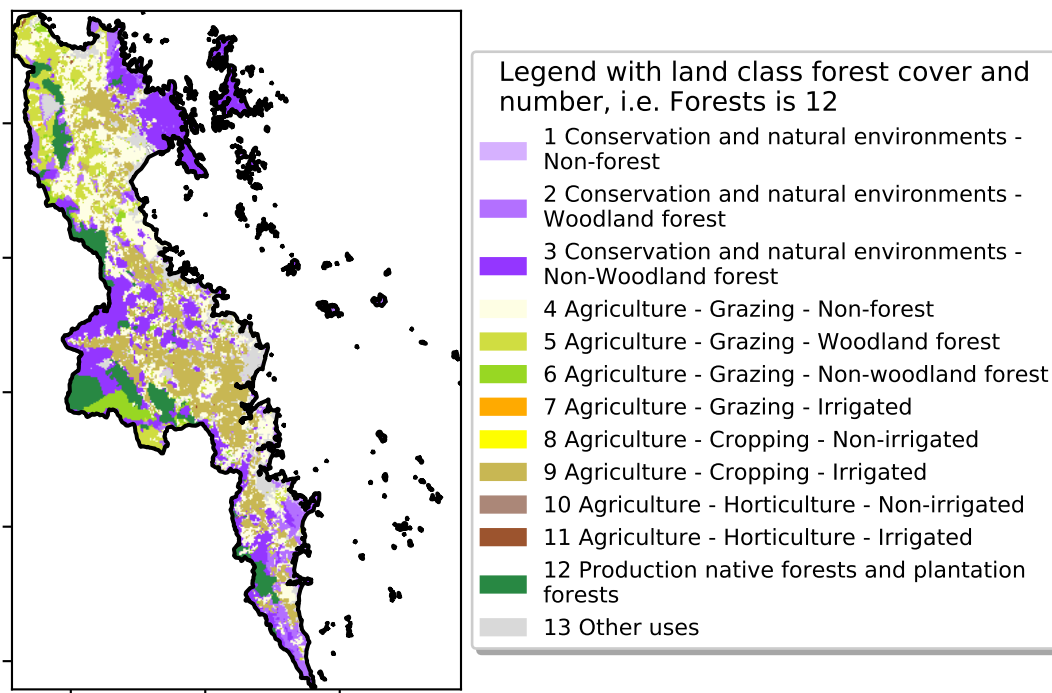 Legend with land class forest cover and
number, i.e. Forests is 12
1 Conservation and natural environments -
Non-forest
2 Conservation and natural environments -
Woodland forest
3 Conservation and natural environments -
Non-Woodland forest
4 Agriculture - Grazing - Non-forest
5 Agriculture - Grazing - Woodland forest
6 Agriculture - Grazing - Non-woodland forest
7 Agriculture - Grazing - Irrigated
8 Agriculture - Cropping - Non-irrigated
9 Agriculture - Cropping - Irrigated
10 Agriculture - Horticulture - Non-irrigated
11 Agriculture - Horticulture - Irrigated
12 Production native forests and plantation
forests
13 Other uses